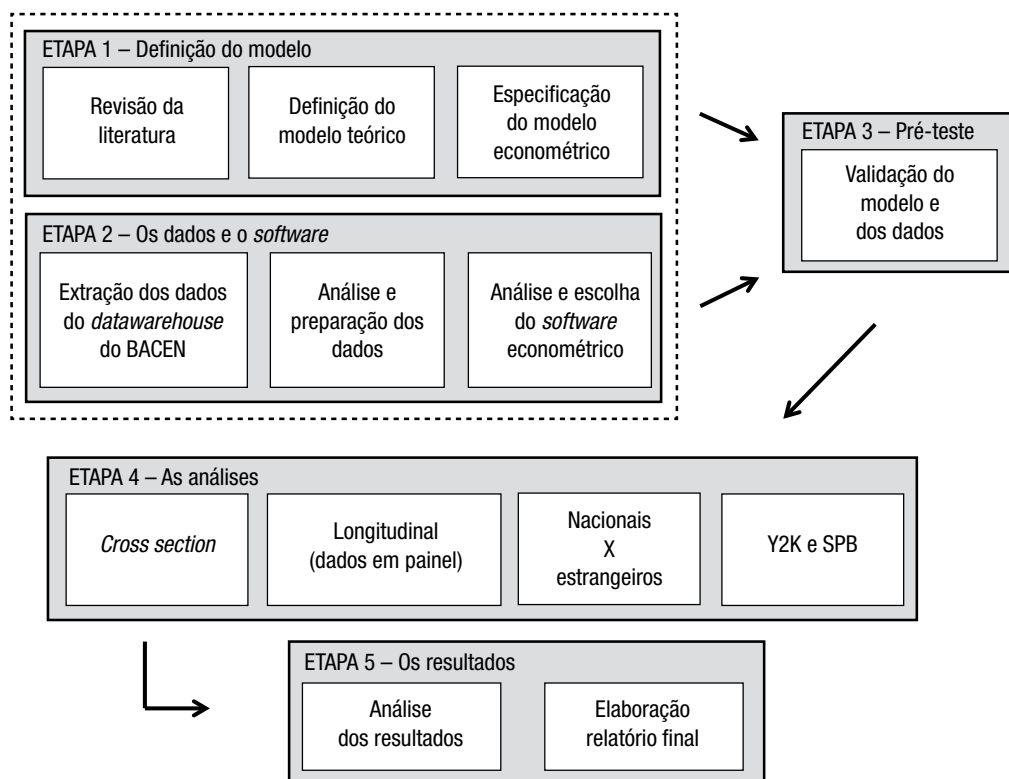 ETAPA 1 – Definição do modelo
Revisão da
literatura
Definição do
modelo teórico
Especificação
do modelo
econométrico
ETAPA 2 – Os dados e o software
Extração dos dados
do datawarehouse
do BACEN
Análise e
preparação dos
dados
Análise e escolha
do software
econométrico
ETAPA 3 – Pré-teste
Validação do
modelo e
dos dados
ETAPA 4 – As análises
Cross section
Longitudinal
(dados em painel)
Nacionais
X
estrangeiros
Y2K e SPB
ETAPA 5 – Os resultados
Análise
dos resultados
Elaboração
relatório final